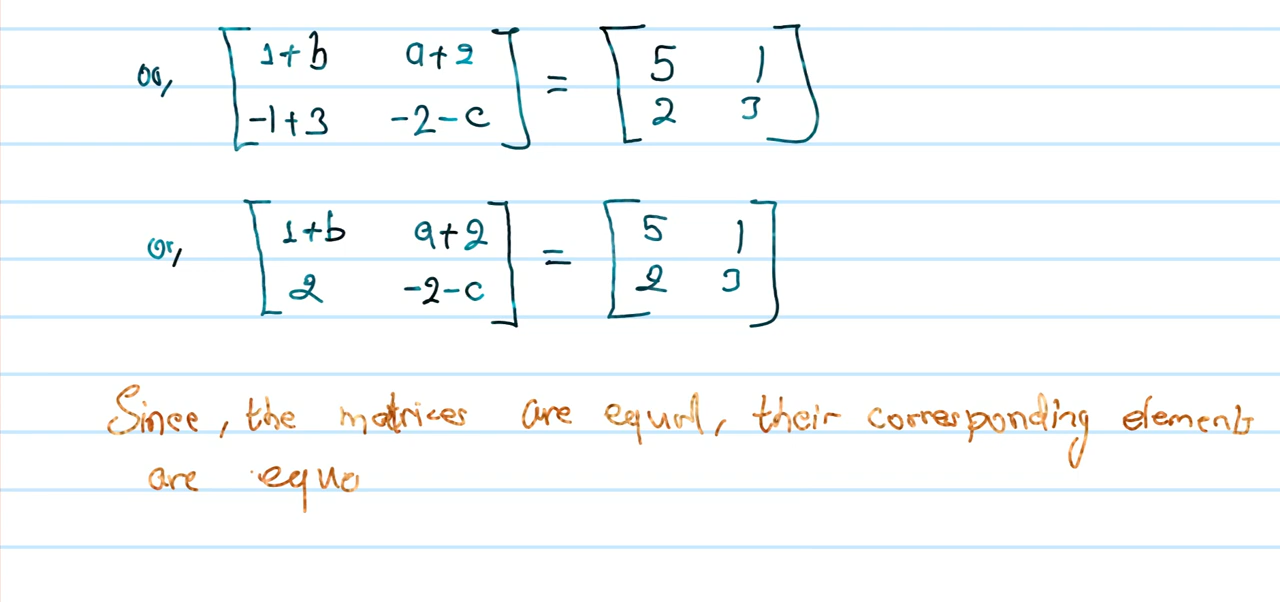 or, [ 1+b a+2 ] = [ 5 1 ]
[ -1+3 -2-c ] [ 2 3 ]
or, [ 1+b a+2 ] = [ 5 1 ]
[ 2 -2-c ] [ 2 3 ]
Since, the matrices are equal, their corresponding elements
are equa